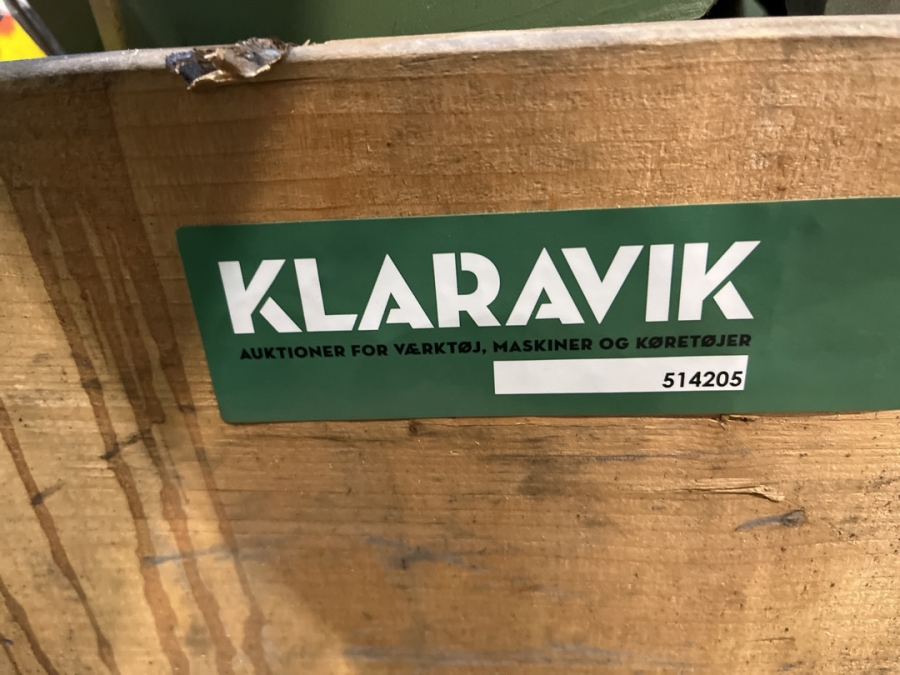 KLARAVIK
AUKTIONER FOR VÆRKTØJ, MASKINER OG KØRETØJER
514205